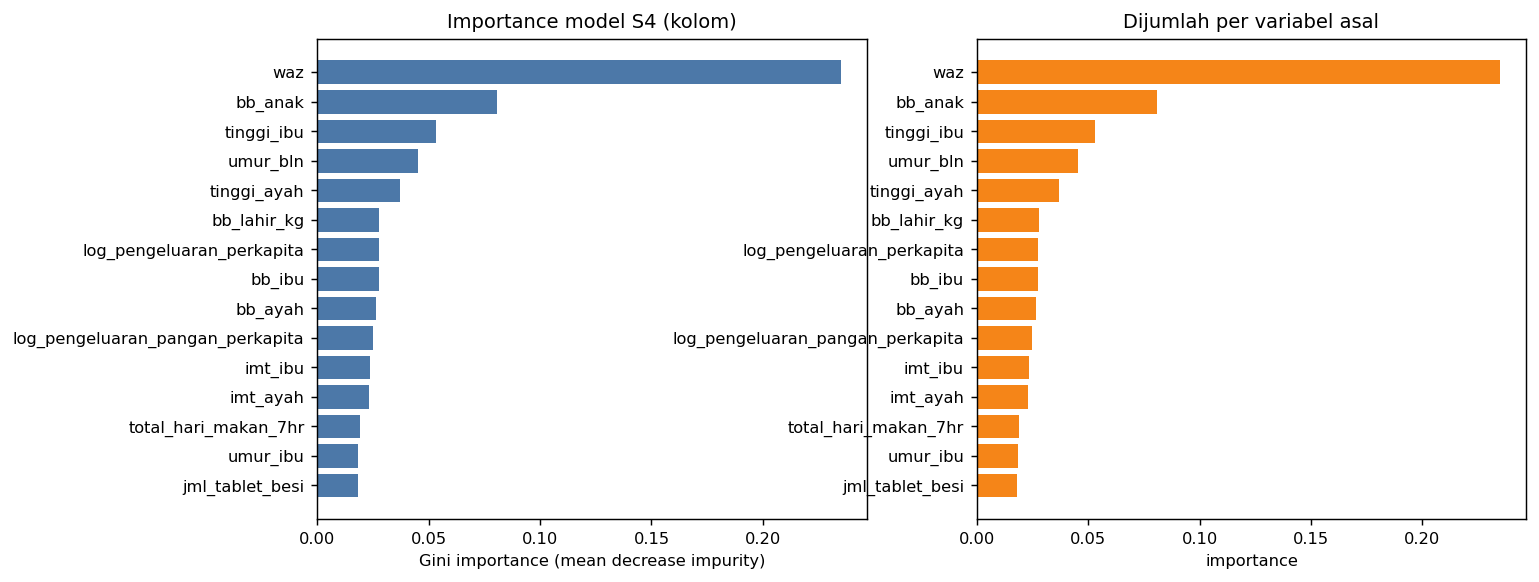 Importance model S4 (kolom)
waz
bb_anak
tinggi_ibu
umur_bln
tinggi_ayah
bb_lahir_kg
log_pengeluaran_perkapita
bb_ibu
bb_ayah
log_pengeluaran_pangan_perkapita
imt_ibu
imt_ayah
total_hari_makan_7hr
umur_ibu
jml_tablet_besi
0.00 0.05 0.10 0.15 0.20
Gini importance (mean decrease impurity)
Dijumlah per variabel asal
waz
bb_anak
tinggi_ibu
umur_bln
tinggi_ayah
bb_lahir_kg
log_pengeluaran_perkapita
bb_ibu
bb_ayah
log_pengeluaran_pangan_perkapita
imt_ibu
imt_ayah
total_hari_makan_7hr
umur_ibu
jml_tablet_besi
0.00 0.05 0.10 0.15 0.20
importance